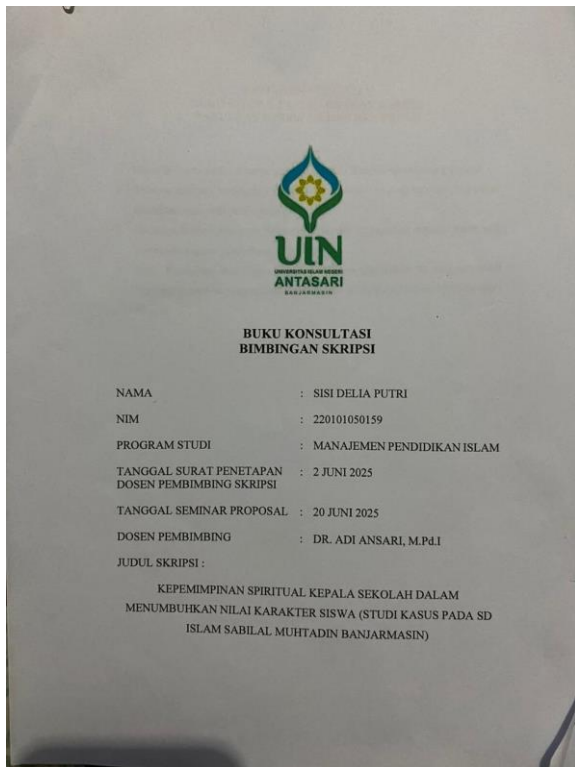 UIN
UNIVERSITAS ISLAM NEGERI
ANTASARI
BANJARMASIN
BUKU KONSULTASI
BIMBINGAN SKRIPSI
NAMA : SISI DELIA PUTRI
NIM : 220101050159
PROGRAM STUDI : MANAJEMEN PENDIDIKAN ISLAM
TANGGAL SURAT PENETAPAN : 2 JUNI 2025
DOSEN PEMBIMBING SKRIPSI
TANGGAL SEMINAR PROPOSAL : 20 JUNI 2025
DOSEN PEMBIMBING : DR. ADI ANSARI, M.Pd.I
JUDUL SKRIPSI :
KEPEMIMPINAN SPIRITUAL KEPALA SEKOLAH DALAM
MENUMBUHKAN NILAI KARAKTER SISWA (STUDI KASUS PADA SD
ISLAM SABILAL MUHTADIN BANJARMASIN)